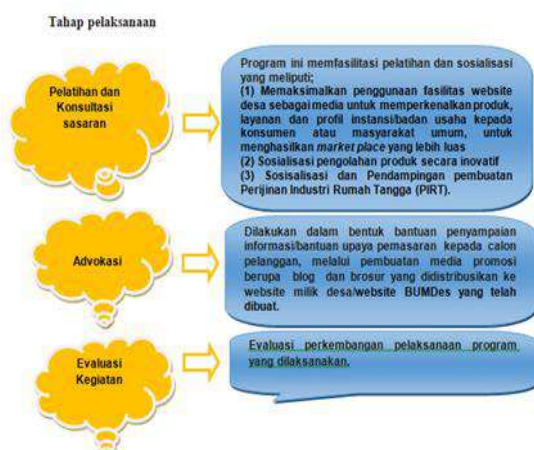 Tahap pelaksanaan
Pelatihan dan
Konsultasi
sasaran
Program ini memfasilitasi pelatihan dan sosialisasi
yang meliputi;
(1) Memaksimalkan penggunaan fasilitas website
desa sebagai media untuk memperkenalkan produk,
layanan dan profil instansi/badan usaha kepada
konsumen atau masyarakat umum, untuk
menghasilkan market place yang lebih luas
(2) Sosialisasi pengolahan produk secara inovatif
(3) Sosisalisasi dan Pendampingan pembuatan
Perijinan Industri Rumah Tangga (PIRT).
Advokasi
Dilakukan dalam bentuk bantuan penyampaian
informasi/bantuan upaya pemasaran kepada calon
pelanggan, melalui pembuatan media promosi
berupa blog dan brosur yang didistribusikan ke
website milik desa/website BUMDes yang telah
dibuat.
Evaluasi
Kegiatan
Evaluasi perkembangan pelaksanaan program
yang dilaksanakan.